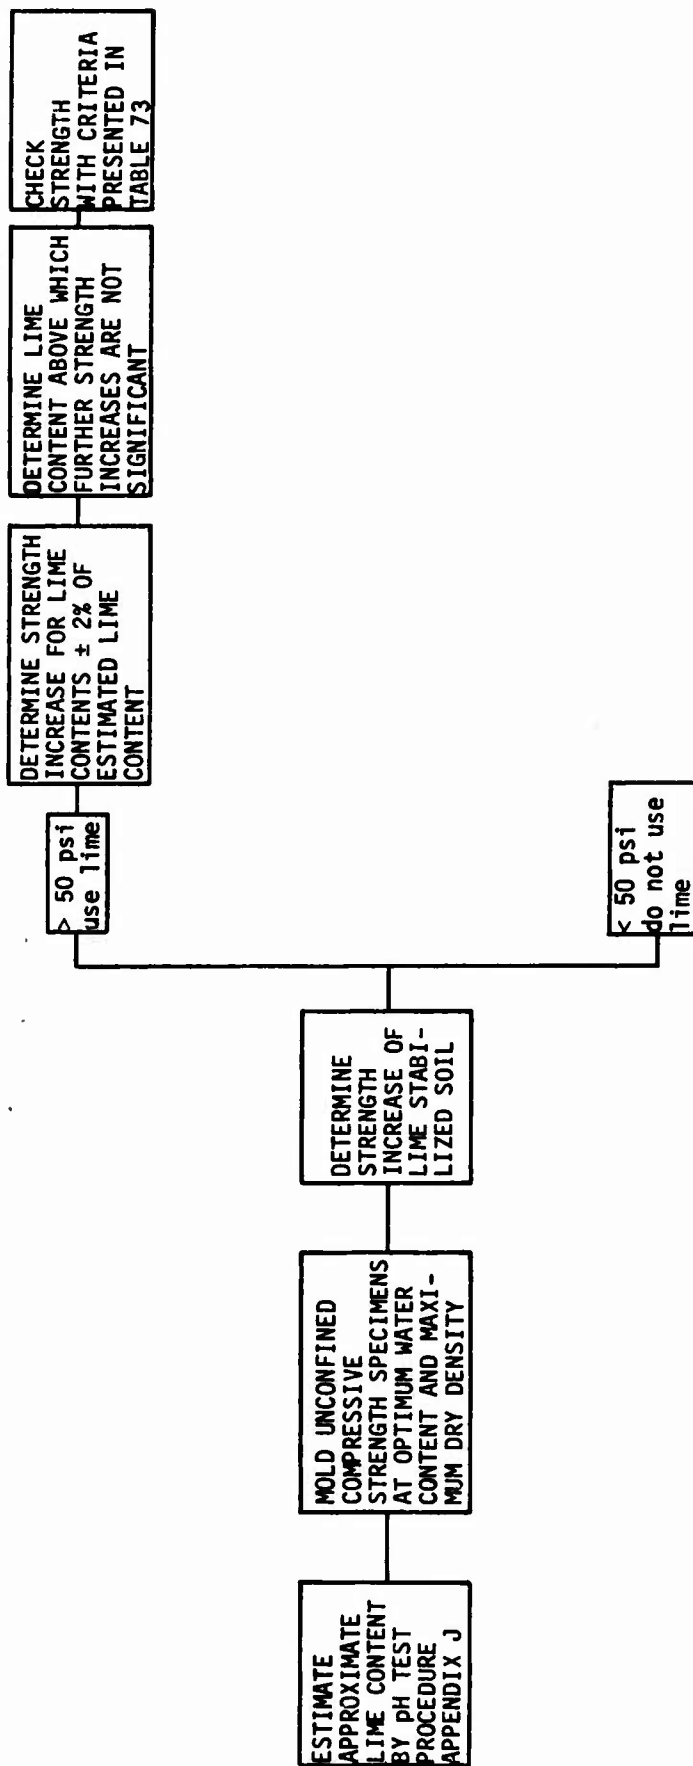 ESTIMATE
APPROXIMATE
LIME CONTENT
BY pH TEST
PROCEDURE
APPENDIX J
MOLD UNCONFINED
COMPRESSIVE
STRENGTH SPECIMENS
AT OPTIMUM WATER
CONTENT AND MAXI-
MUM DRY DENSITY
DETERMINE
STRENGTH
INCREASE OF
LIME STABI-
LIZED SOIL
> 50 psi
use lime
DETERMINE STRENGTH
INCREASE FOR LIME
CONTENTS ± 2% OF
ESTIMATED LIME
CONTENT
DETERMINE LIME
CONTENT ABOVE WHICH
FURTHER STRENGTH
INCREASES ARE NOT
SIGNIFICANT
CHECK
STRENGTH
WITH CRITERIA
PRESENTED IN
TABLE 73
< 50 psi
do not use
lime